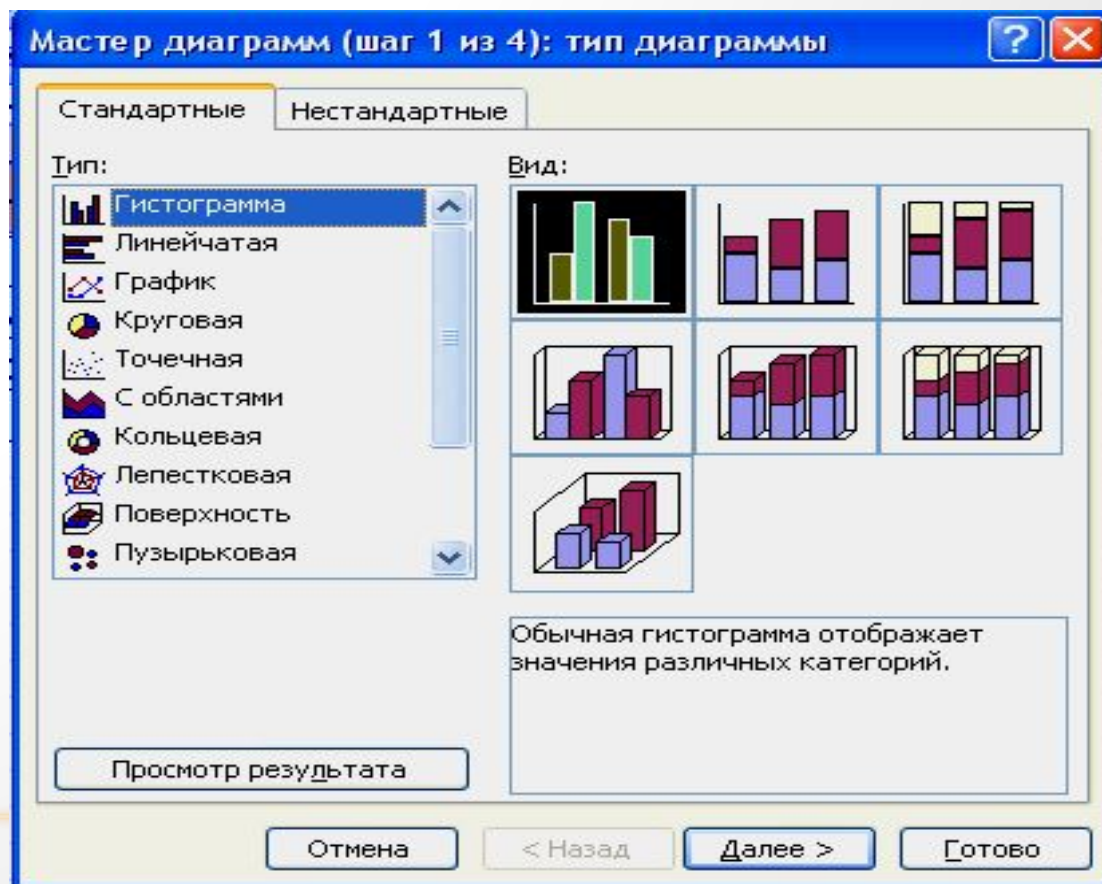 Мастер диаграмм (шаг 1 из 4): тип диаграммы
Стандартные
Нестандартные
Тип:
Вид:
Гистограмма
Линейчатая
График
Круговая
Точечная
С областями
Кольцевая
Лепестковая
Поверхность
Пузырьковая
Обычная гистограмма отображает
значения различных категорий.
Просмотр результата
Отмена
< Назад
Далее >
Готово